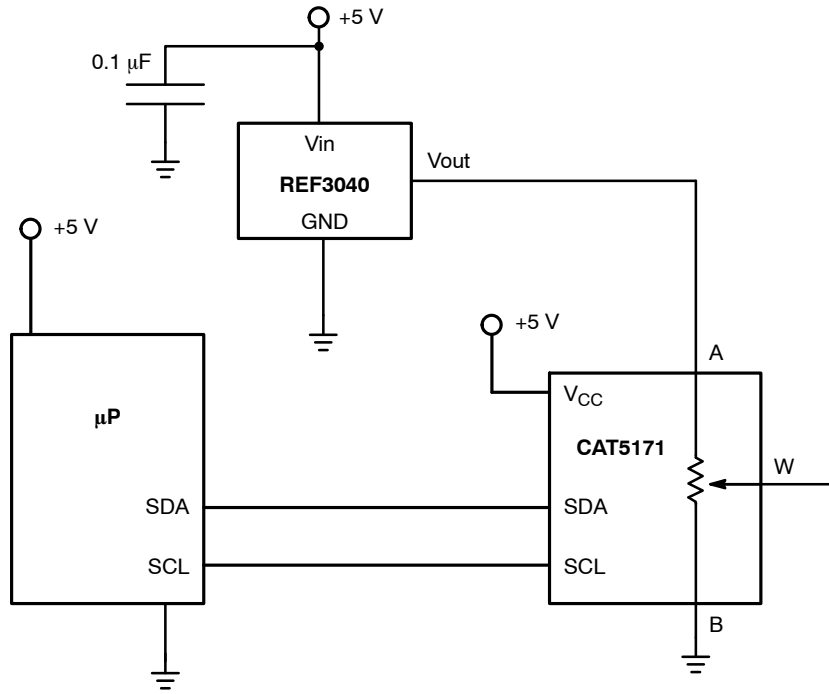 +5 V
0.1 μF
Vin
REF3040
GND
Vout
+5 V
μP
SDA
SCL
+5 V
A
VCC
CAT5171
W
SDA
SCL
B